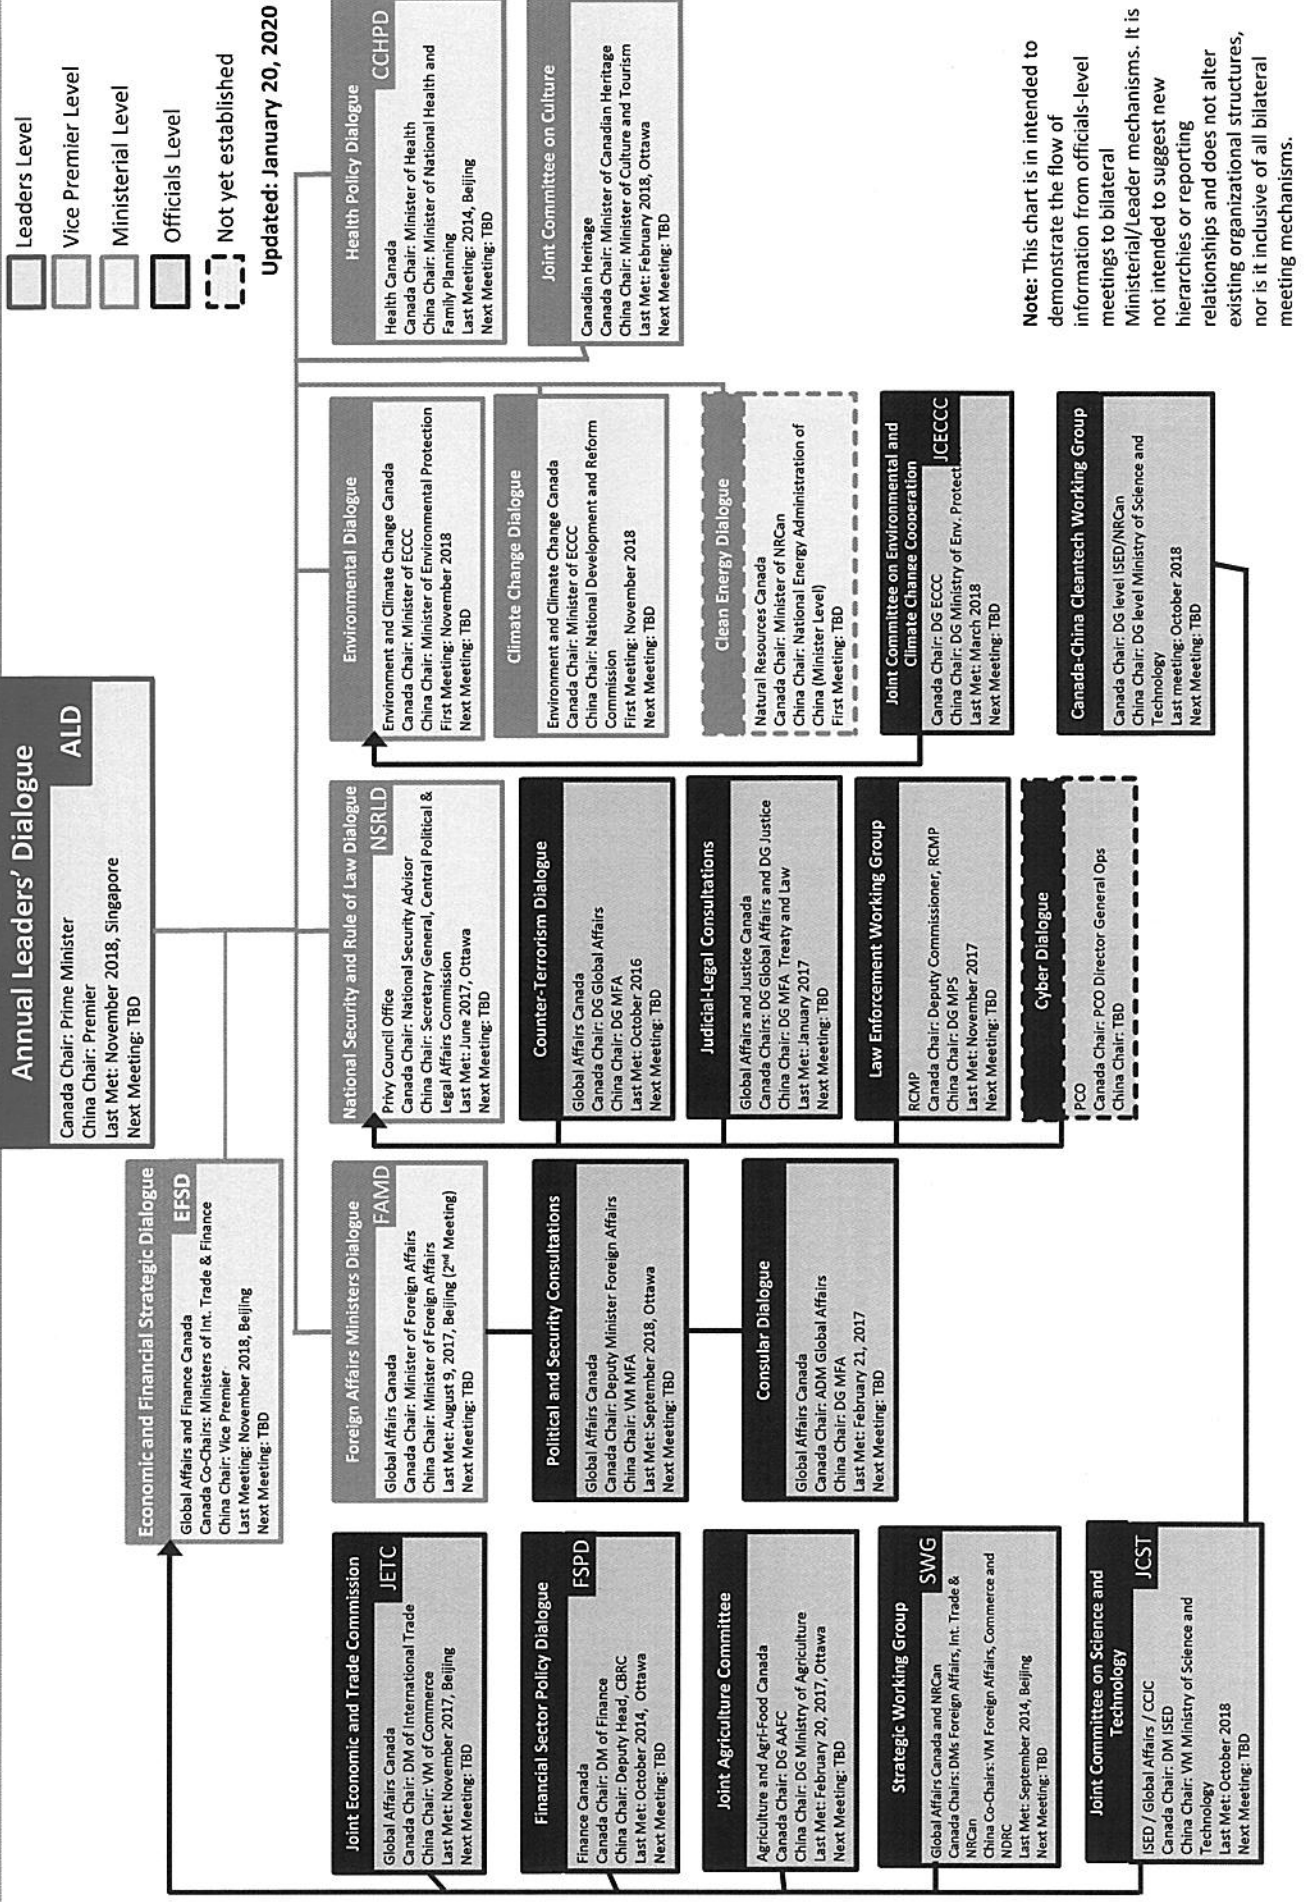 Annual Leaders' Dialogue
ALD
Canada Chair: Prime Minister
China Chair: Premier
Last Met: November 2018, Singapore
Next Meeting: TBD
Leaders Level
Vice Premier Level
Ministerial Level
Officials Level
Not yet established
Updated: January 20, 2020
Economic and Financial Strategic Dialogue
EFSD
Global Affairs and Finance Canada
Canada Co-Chairs: Ministers of Int. Trade & Finance
China Chair: Vice Premier
Last Meeting: November 2018, Beijing
Next Meeting: TBD
Joint Economic and Trade Commission
JETC
Global Affairs Canada
Canada Chair: DM of International Trade
China Chair: VM of Commerce
Last Met: November 2017, Beijing
Next Meeting: TBD
Financial Sector Policy Dialogue
FSPD
Finance Canada
Canada Chair: DM of Finance
China Chair: Deputy Head, CBRC
Last Met: October 2014, Ottawa
Next Meeting: TBD
Joint Agriculture Committee
Agriculture and Agri-Food Canada
Canada Chair: DG AAFC
China Chair: DG Ministry of Agriculture
Last Met: February 20, 2017, Ottawa
Next Meeting: TBD
Strategic Working Group
SWG
Global Affairs Canada and NRCan
Canada Chairs: DMs Foreign Affairs, Int. Trade &
NRCan
China Co-Chairs: VM Foreign Affairs, Commerce and
NDRC
Last Met: September 2014, Beijing
Next Meeting: TBD
Joint Committee on Science and
Technology
JCST
ISED / Global Affairs / CCIC
Canada Chair: DM ISED
China Chair: VM Ministry of Science and
Technology
Last Met: October 2018
Next Meeting: TBD
Foreign Affairs Ministers Dialogue
FAMD
Global Affairs Canada
Canada Chair: Minister of Foreign Affairs
China Chair: Minister of Foreign Affairs
Last Met: August 9, 2017, Beijing (2nd Meeting)
Next Meeting: TBD
Political and Security Consultations
Global Affairs Canada
Canada Chair: Deputy Minister Foreign Affairs
China Chair: VM MFA
Last Met: September 2018, Ottawa
Next Meeting: TBD
Consular Dialogue
Global Affairs Canada
Canada Chair: ADM Global Affairs
China Chair: DG MFA
Last Met: February 21, 2017
Next Meeting: TBD
National Security and Rule of Law Dialogue
NSRLD
Privy Council Office
Canada Chair: National Security Advisor
China Chair: Secretary General, Central Political &
Legal Affairs Commission
Last Met: June 2017, Ottawa
Next Meeting: TBD
Counter-Terrorism Dialogue
Global Affairs Canada
Canada Chair: DG Global Affairs
China Chair: DG MFA
Last Met: October 2016
Next Meeting: TBD
Judicial-Legal Consultations
Global Affairs and Justice Canada
Canada Chairs: DG Global Affairs and DG Justice
China Chair: DG MFA Treaty and Law
Last Met: January 2017
Next Meeting: TBD
Law Enforcement Working Group
RCMP
Canada Chair: Deputy Commissioner, RCMP
China Chair: DG MPS
Last Met: November 2017
Next Meeting: TBD
Cyber Dialogue
PCO
Canada Chair: PCO Director General Ops
China Chair: TBD
Environmental Dialogue
Environment and Climate Change Canada
Canada Chair: Minister of ECCC
China Chair: Minister of Environmental Protection
First Meeting: November 2018
Next Meeting: TBD
Climate Change Dialogue
Environment and Climate Change Canada
Canada Chair: Minister of ECCC
China Chair: National Development and Reform
Commission
First Meeting: November 2018
Next Meeting: TBD
Clean Energy Dialogue
Natural Resources Canada
Canada Chair: Minister of NRCan
China Chair: National Energy Administration of
China (Minister Level)
First Meeting: TBD
Joint Committee on Environmental and
Climate Change Cooperation
JCECCC
Canada Chair: DG ECCC
China Chair: DG Ministry of Env. Protect
Last Met: March 2018
Next Meeting: TBD
Canada-China Cleantech Working Group
Canada Chair: DG level ISED/NRCan
China Chair: DG level Ministry of Science and
Technology
Last meeting: October 2018
Next Meeting: TBD
Health Policy Dialogue
CCHPD
Health Canada
Canada Chair: Minister of Health
China Chair: Minister of National Health and
Family Planning
Last Meeting: 2014, Beijing
Next Meeting: TBD
Joint Committee on Culture
Canadian Heritage
Canada Chair: Minister of Canadian Heritage
China Chair: Minister of Culture and Tourism
Last Met: February 2018, Ottawa
Next Meeting: TBD
Note: This chart is in intended to
demonstrate the flow of
information from officials-level
meetings to bilateral
Ministerial/Leader mechanisms. It is
not intended to suggest new
hierarchies or reporting
relationships and does not alter
existing organizational structures,
nor is it inclusive of all bilateral
meeting mechanisms.